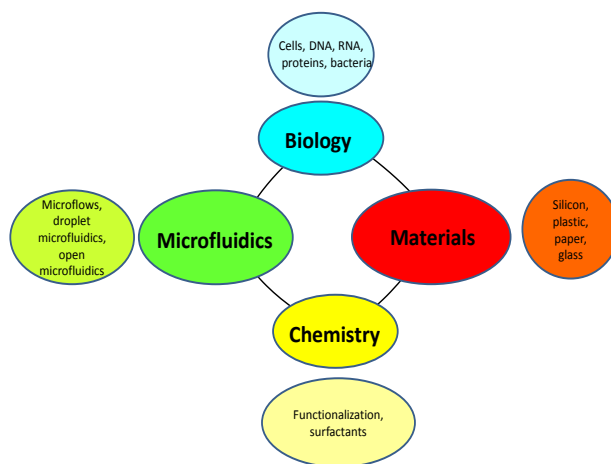 Cells, DNA, RNA,
proteins, bacteria
Biology
Microflows,
droplet
microfluidics,
open
microfluidics
Microfluidics
Materials
Silicon,
plastic,
paper,
glass
Chemistry
Functionalization,
surfactants